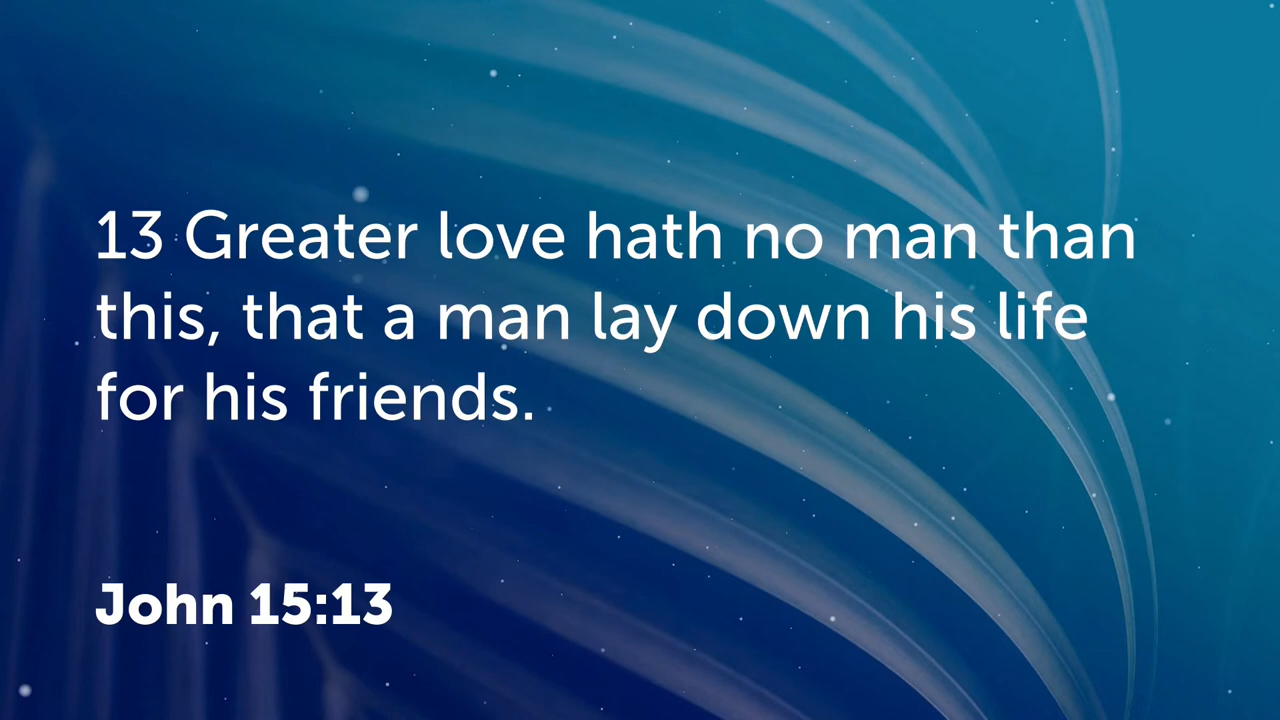 13 Greater love hath no man than
this, that a man lay down his life
for his friends.
John 15:13